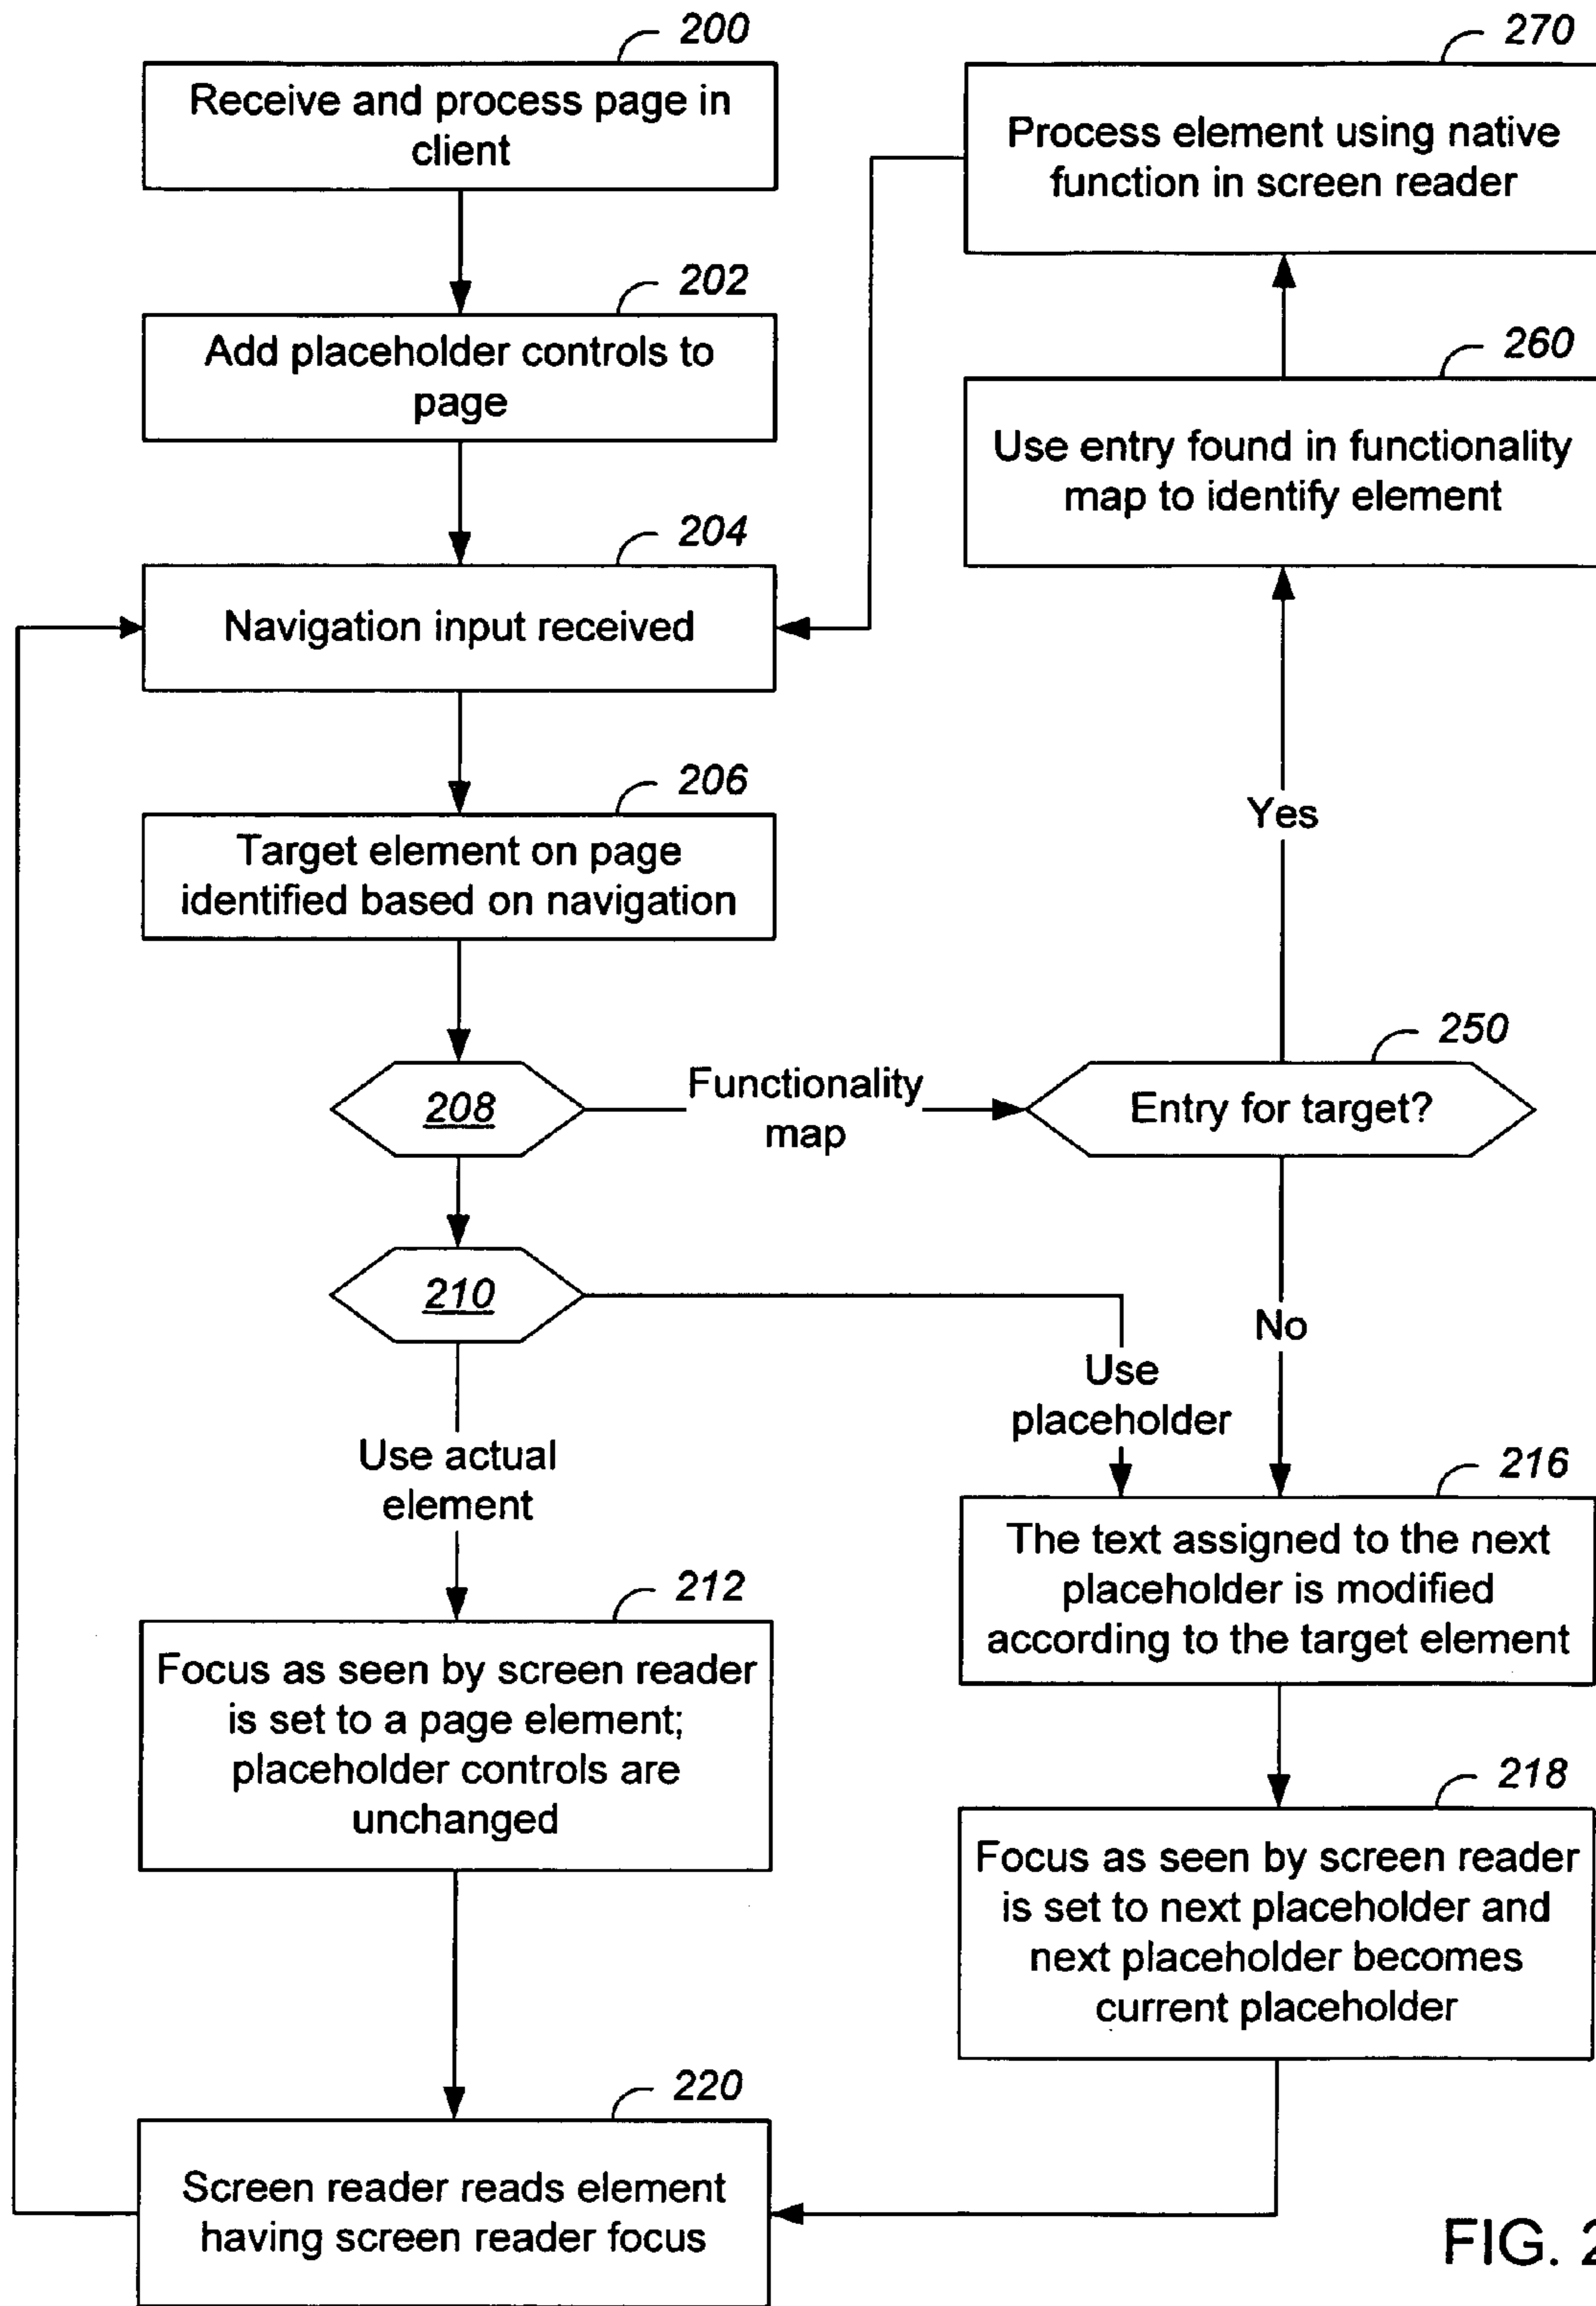 200
Receive and process page in
client
202
Add placeholder controls to
page
204
Navigation input received
206
Target element on page
identified based on navigation
208
Functionality
map
210
Use actual
element
Use
placeholder
212
Focus as seen by screen reader
is set to a page element;
placeholder controls are
unchanged
220
Screen reader reads element
having screen reader focus
270
Process element using native
function in screen reader
260
Use entry found in functionality
map to identify element
Yes
250
Entry for target?
No
216
The text assigned to the next
placeholder is modified
according to the target element
218
Focus as seen by screen reader
is set to next placeholder and
next placeholder becomes
current placeholder
FIG. 2